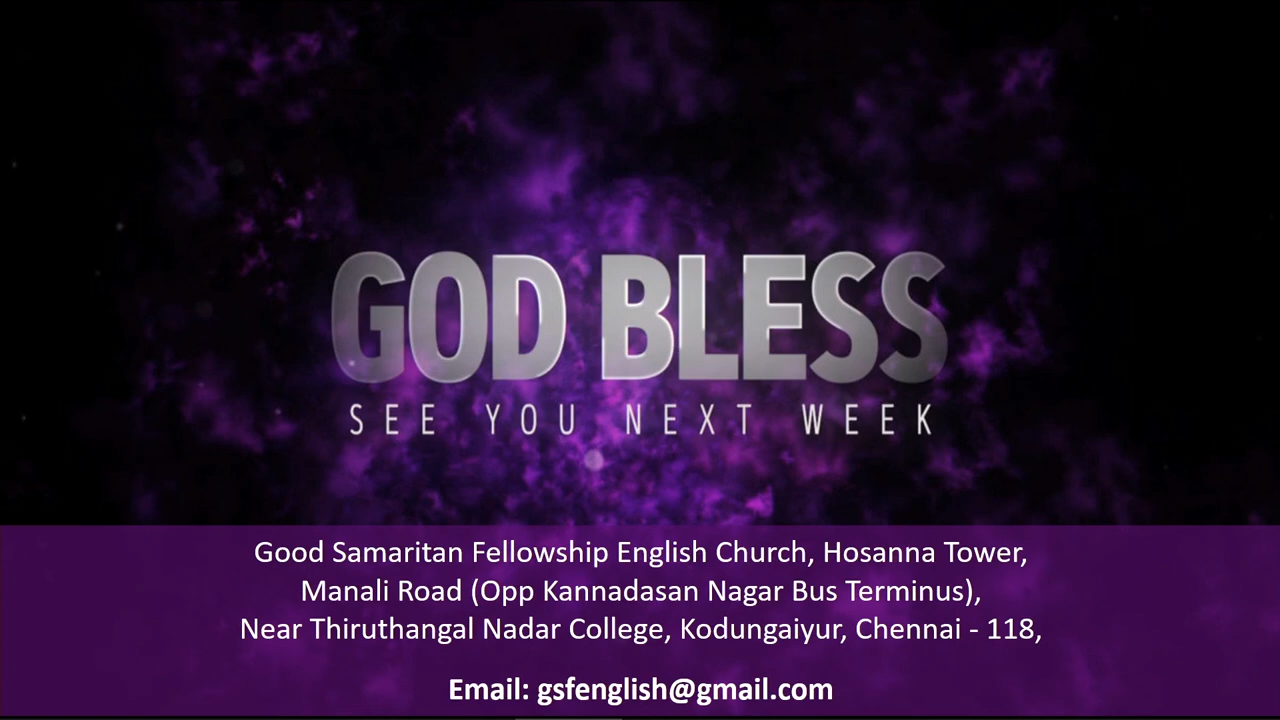 GOD BLESS
SEE YOU NEXT WEEK
Good Samaritan Fellowship English Church, Hosanna Tower,
Manali Road (Opp Kannadasan Nagar Bus Terminus),
Near Thiruthangal Nadar College, Kodungaiyur, Chennai - 118,
Email: gsfenglish@gmail.com